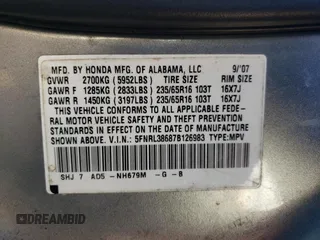 MFD. BY HONDA MFG. OF ALABAMA, LLC 9/'07
GVWR 2700KG (5952LBS) TIRE SIZE RIM SIZE
GAWR F 1285KG (2833LBS) 235/65R16 103T 16X7J
GAWR R 1450KG (3197LBS) 235/65R16 103T 16X7J
THIS VEHICLE CONFORMS TO ALL APPLICABLE FEDE-
RAL MOTOR VEHICLE SAFETY AND THEFT PREVENTION
STANDARDS IN EFFECT ON THE DATE OF MANUFACTURE
SHOWN ABOVE. V.I.N.: 5FNRL38687B126983 TYPE:MPV
SHJ 7 AD5 -NH679M -G -B
DREAMBID